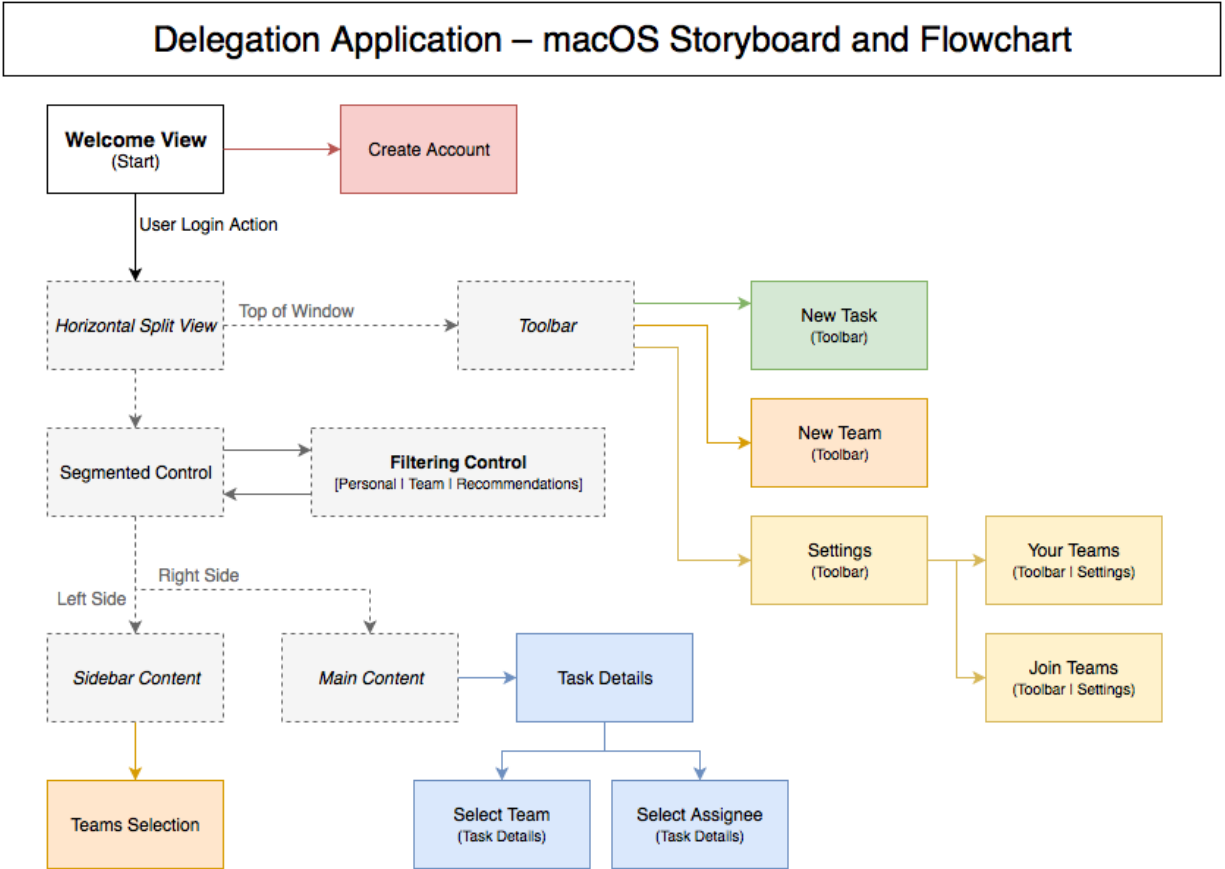 Delegation Application – macOS Storyboard and Flowchart
Welcome View
(Start)
Create Account
User Login Action
Horizontal Split View
Top of Window
Toolbar
New Task
(Toolbar)
New Team
(Toolbar)
Segmented Control
Filtering Control
[Personal | Team | Recommendations]
Settings
(Toolbar)
Your Teams
(Toolbar | Settings)
Right Side
Left Side
Sidebar Content
Main Content
Task Details
Join Teams
(Toolbar | Settings)
Teams Selection
Select Team
(Task Details)
Select Assignee
(Task Details)